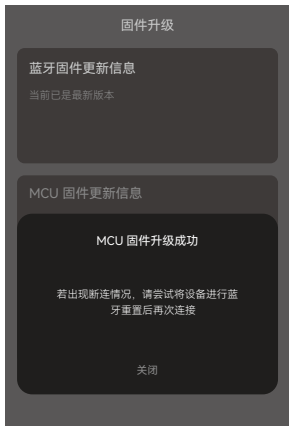 固件升级
蓝牙固件更新信息
当前已是最新版本
MCU 固件更新信息
MCU 固件升级成功
若出现断连情况，请尝试将设备进行蓝
牙重置后再次连接
关闭